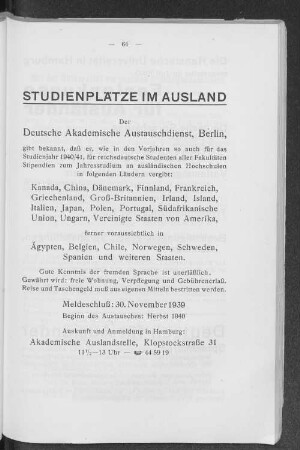 — 64 —
STUDIENPLÄTZE IM AUSLAND
Der
Deutsche Akademische Austauschdienst, Berlin,
gibt bekannt, daß er, wie in den Vorjahren so auch für das
Studienjahr 1940/41, für reichsdeutsche Studenten aller Fakultäten
Stipendien zum Jahresstudium an ausländischen Hochschulen
in folgenden Ländern vergibt:
Kanada, China, Dänemark, Finnland, Frankreich,
Griechenland, Groß-Britannien, Irland, Island,
Italien, Japan, Polen, Portugal, Südafrikanische
Union, Ungarn, Vereinigte Staaten von Amerika,
ferner voraussichtlich in
Ägypten, Belgien, Chile, Norwegen, Schweden,
Spanien und weiteren Staaten.
Gute Kenntnis der fremden Sprache ist unerläßlich.
Gewährt wird: freie Wohnung, Verpflegung und Gebührenerlaß.
Reise und Taschengeld muß aus eigenen Mitteln bestritten werden.
Meldeschluß: 30. November 1939
Beginn des Austausches: Herbst 1940
Auskunft und Anmeldung in Hamburg:
Akademische Auslandsstelle, Klopstockstraße 31
11½—13 Uhr — ☎ 44 59 19